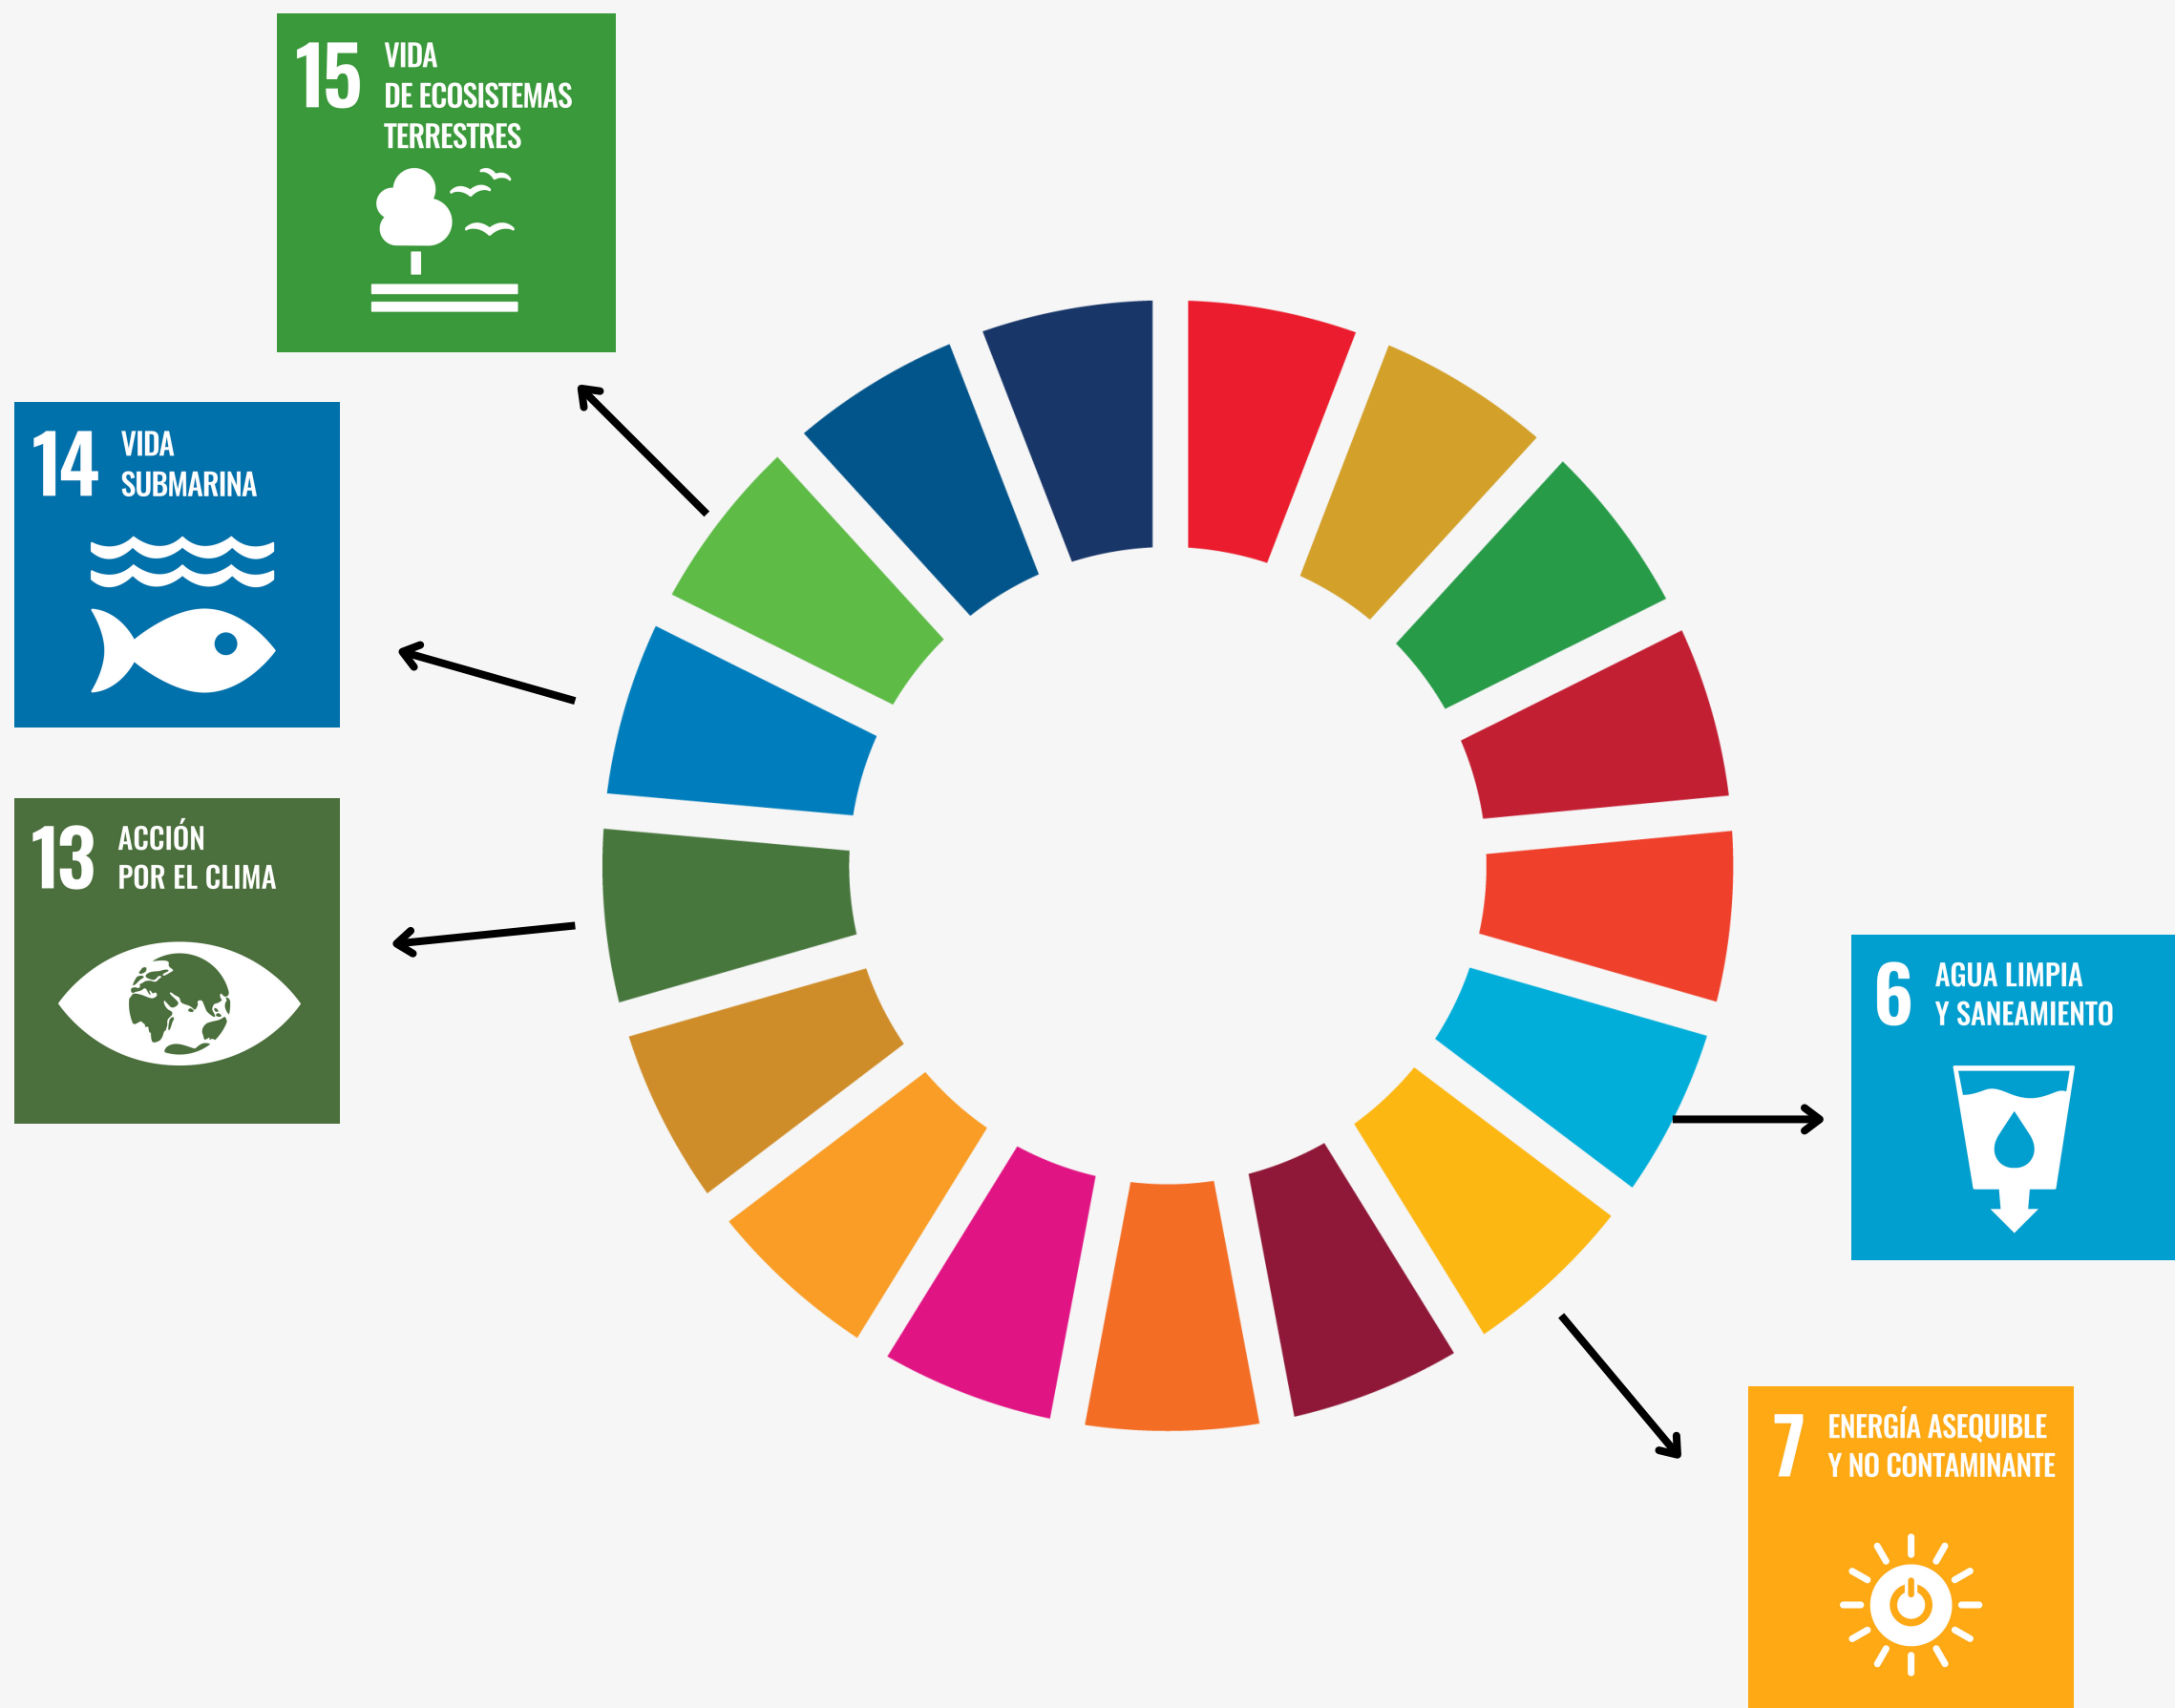 15
VIDA
DE ECOSISTEMAS
TERRESTRES
14
VIDA
SUBMARINA
13
ACCIÓN
POR EL CLIMA
6
AGUA LIMPIA
Y SANEAMIENTO
7
ENERGÍA ASEQUIBLE
Y NO CONTAMINANTE